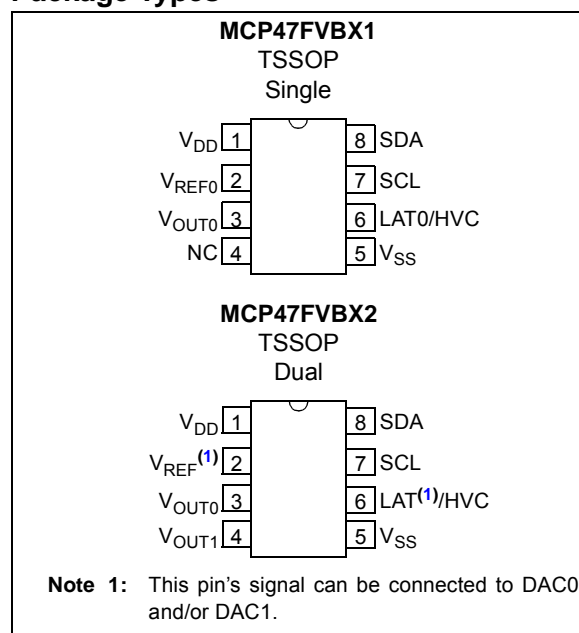 Package Types
MCP47FVBX1
TSSOP
Single
VDD 1 8 SDA
VREF0 2 7 SCL
VOUT0 3 6 LAT0/HVC
NC 4 5 VSS
MCP47FVBX2
TSSOP
Dual
VDD 1 8 SDA
VREF(1) 2 7 SCL
VOUT0 3 6 LAT(1)/HVC
VOUT1 4 5 VSS
Note 1: This pin's signal can be connected to DAC0
and/or DAC1.